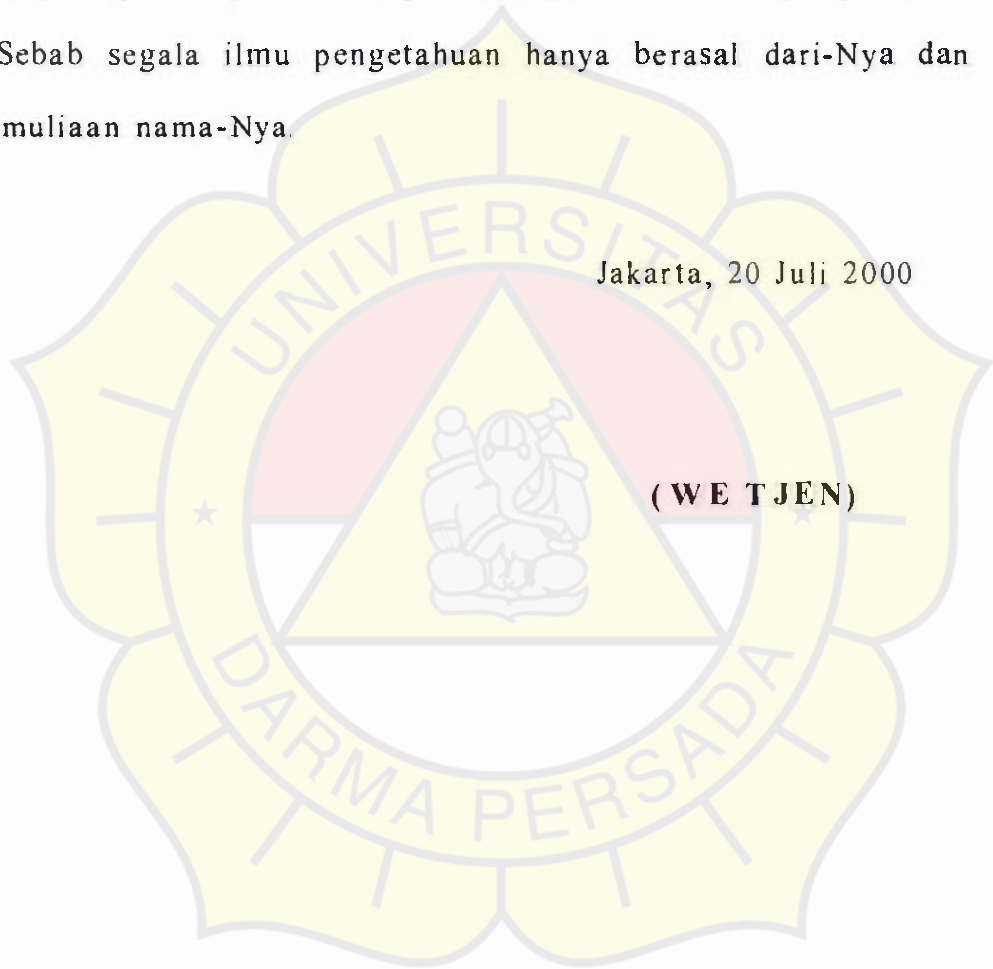 Sebab segala ilmu pengetahuan hanya berasal dari-Nya dan
muliaan nama-Nya.
Jakarta, 20 Juli 2000
(WE TJEN)
UNIVERSITAS
DARMA PERSADA